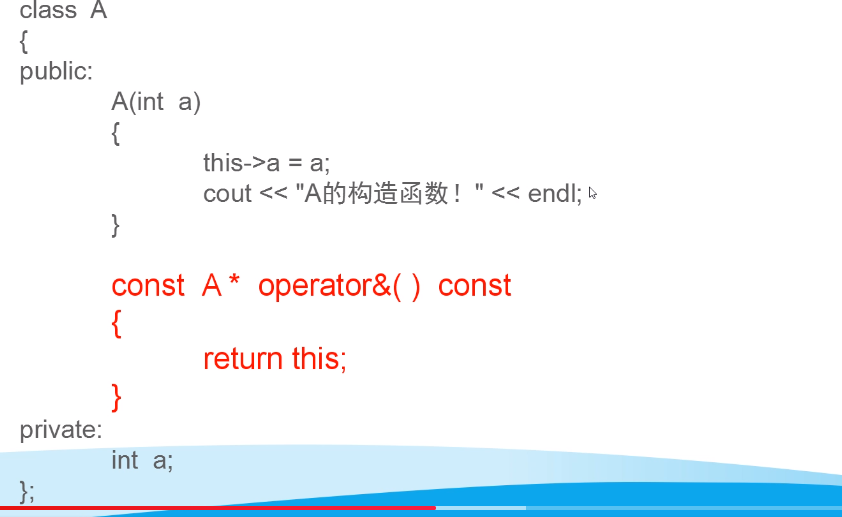 class A
{
public:
A(int a)
{
this->a = a;
cout << "A的构造函数！" << endl;
}
const A * operator&( ) const
{
return this;
}
private:
int a;
};